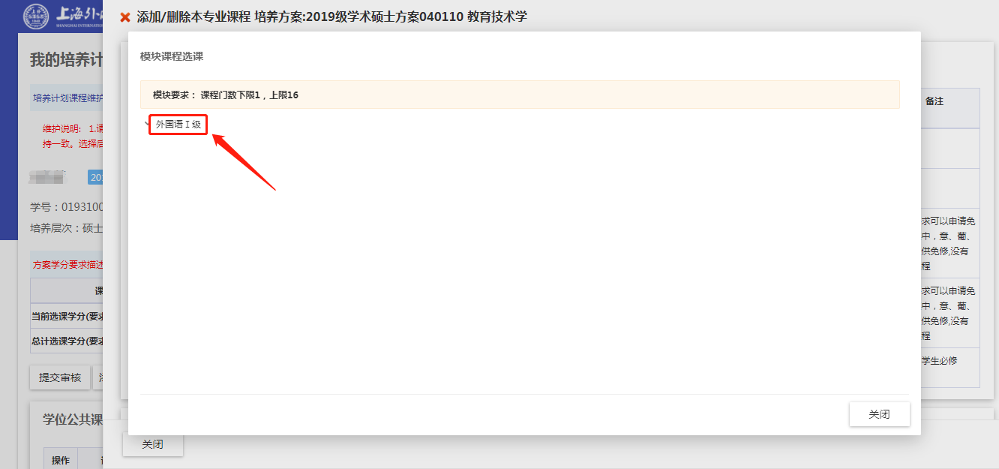 上海外
SHANGHAI INTERNATION
添加/删除本专业课程 培养方案:2019级学术硕士方案040110 教育技术学
我的培养计
培养计划课程维护
维护说明: 1.请
持一致。选择后
201
学号：0193100
培养层次：硕士
方案学分要求描述
课
当前选课学分(要求
总计选课学分(要求
提交审核
学位公共课
操作
模块课程选课
模块要求： 课程门数下限1，上限16
外国语 I 级
关闭
关闭
备注
求可以申请免
中，意、葡、
供免修,没有
程
求可以申请免
中，意、葡、
供免修,没有
程
学生必修